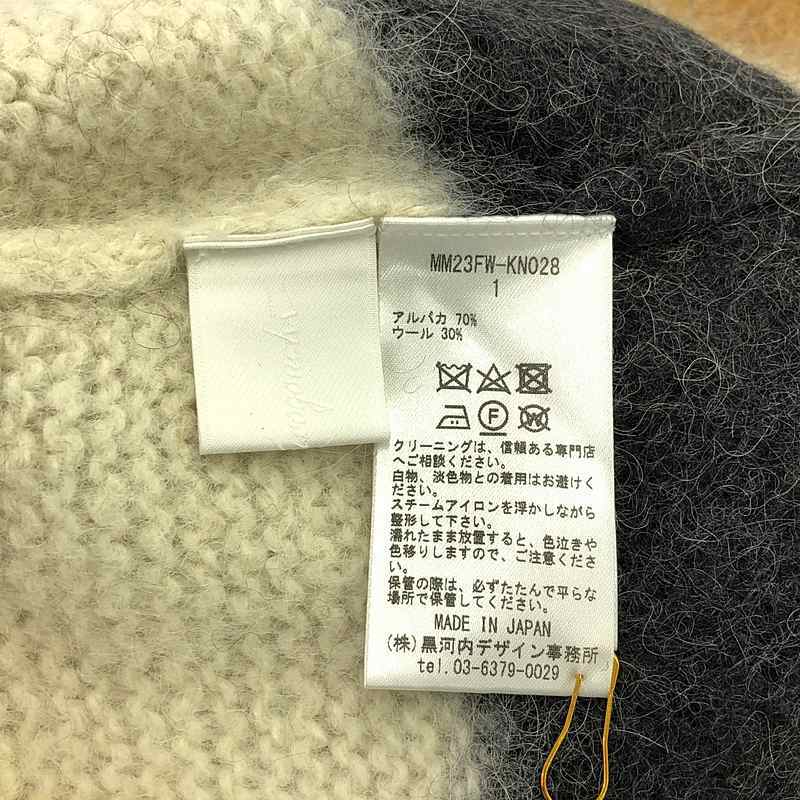 MM23FW-KN028
1
アルパカ 70%
ウール 30%
F
W
クリーニングは、信頼ある専門店
へご相談ください。
白物、淡色物との着用はお避けく
ださい。
スチームアイロンを浮かしながら
整形して下さい。
濡れたまま放置すると、色泣きや
色移りしますので、ご注意くださ
い。
保管の際は、必ずたたんで平らな
場所で保管してください。
MADE IN JAPAN
(株)黒河内デザイン事務所
tel.03-6379-0029